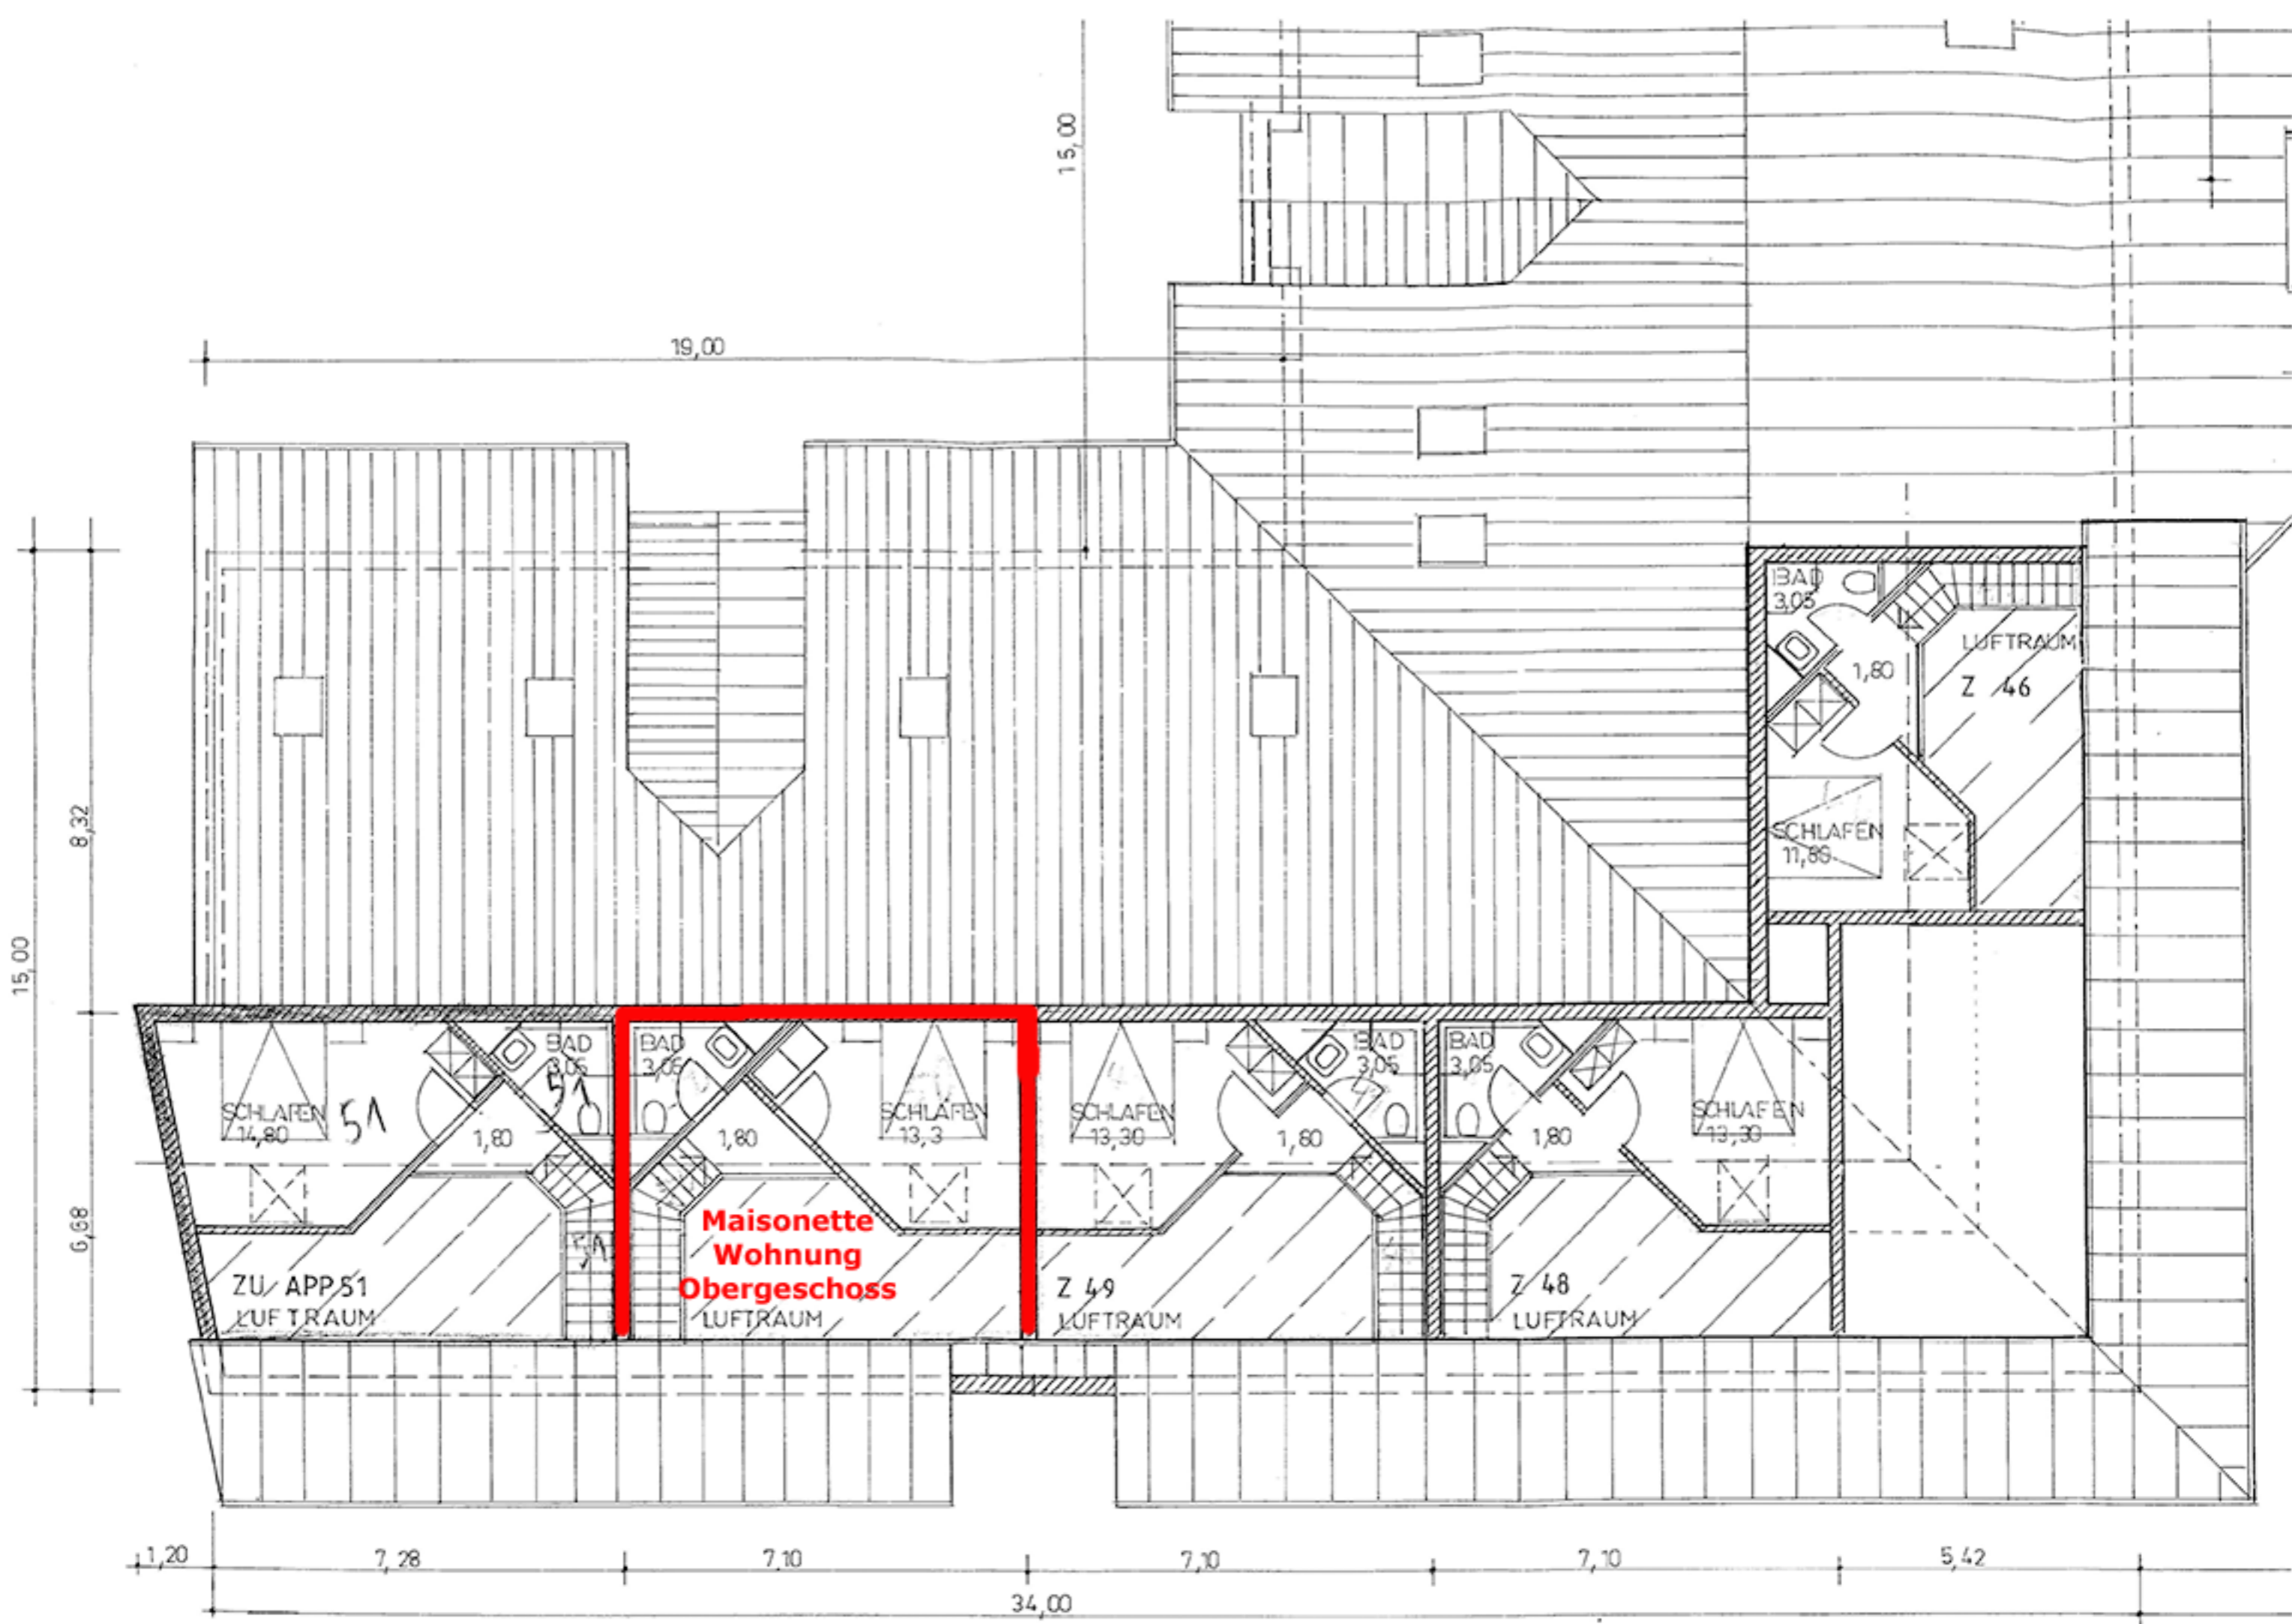 15,00
19,00
BAD
3,05
LUFTRAUM
1,80
Z 46
SCHLAFEN
11,80
8,32
15,00
6,68
BAD
3,05
51
SCHLAFEN
14,80
51
1,80
51
ZU APP 51
LUFTRAUM
BAD
3,05
1,80
SCHLAFEN
13,3
Maisonette
Wohnung
Obergeschoss
LUFTRAUM
SCHLAFEN
13,30
1,80
BAD
3,05
Z 49
LUFTRAUM
BAD
3,05
1,80
SCHLAFEN
13,30
Z 48
LUFTRAUM
1,20
7,28
7,10
7,10
7,10
5,42
34,00